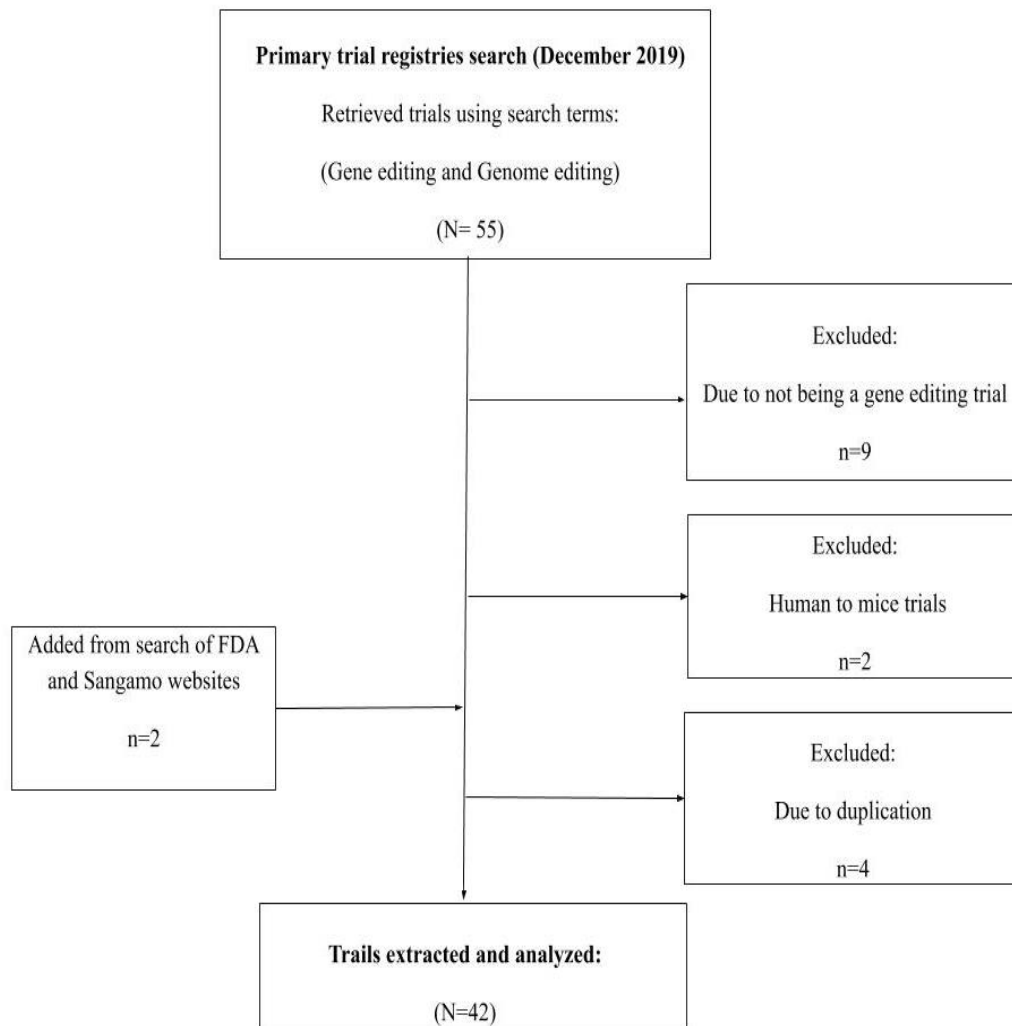 Primary trial registries search (December 2019)
Retrieved trials using search terms:
(Gene editing and Genome editing)
(N= 55)
Excluded:
Due to not being a gene editing trial
n=9
Excluded:
Human to mice trials
n=2
Added from search of FDA
and Sangamo websites
n=2
Excluded:
Due to duplication
n=4
Trails extracted and analyzed:
(N=42)